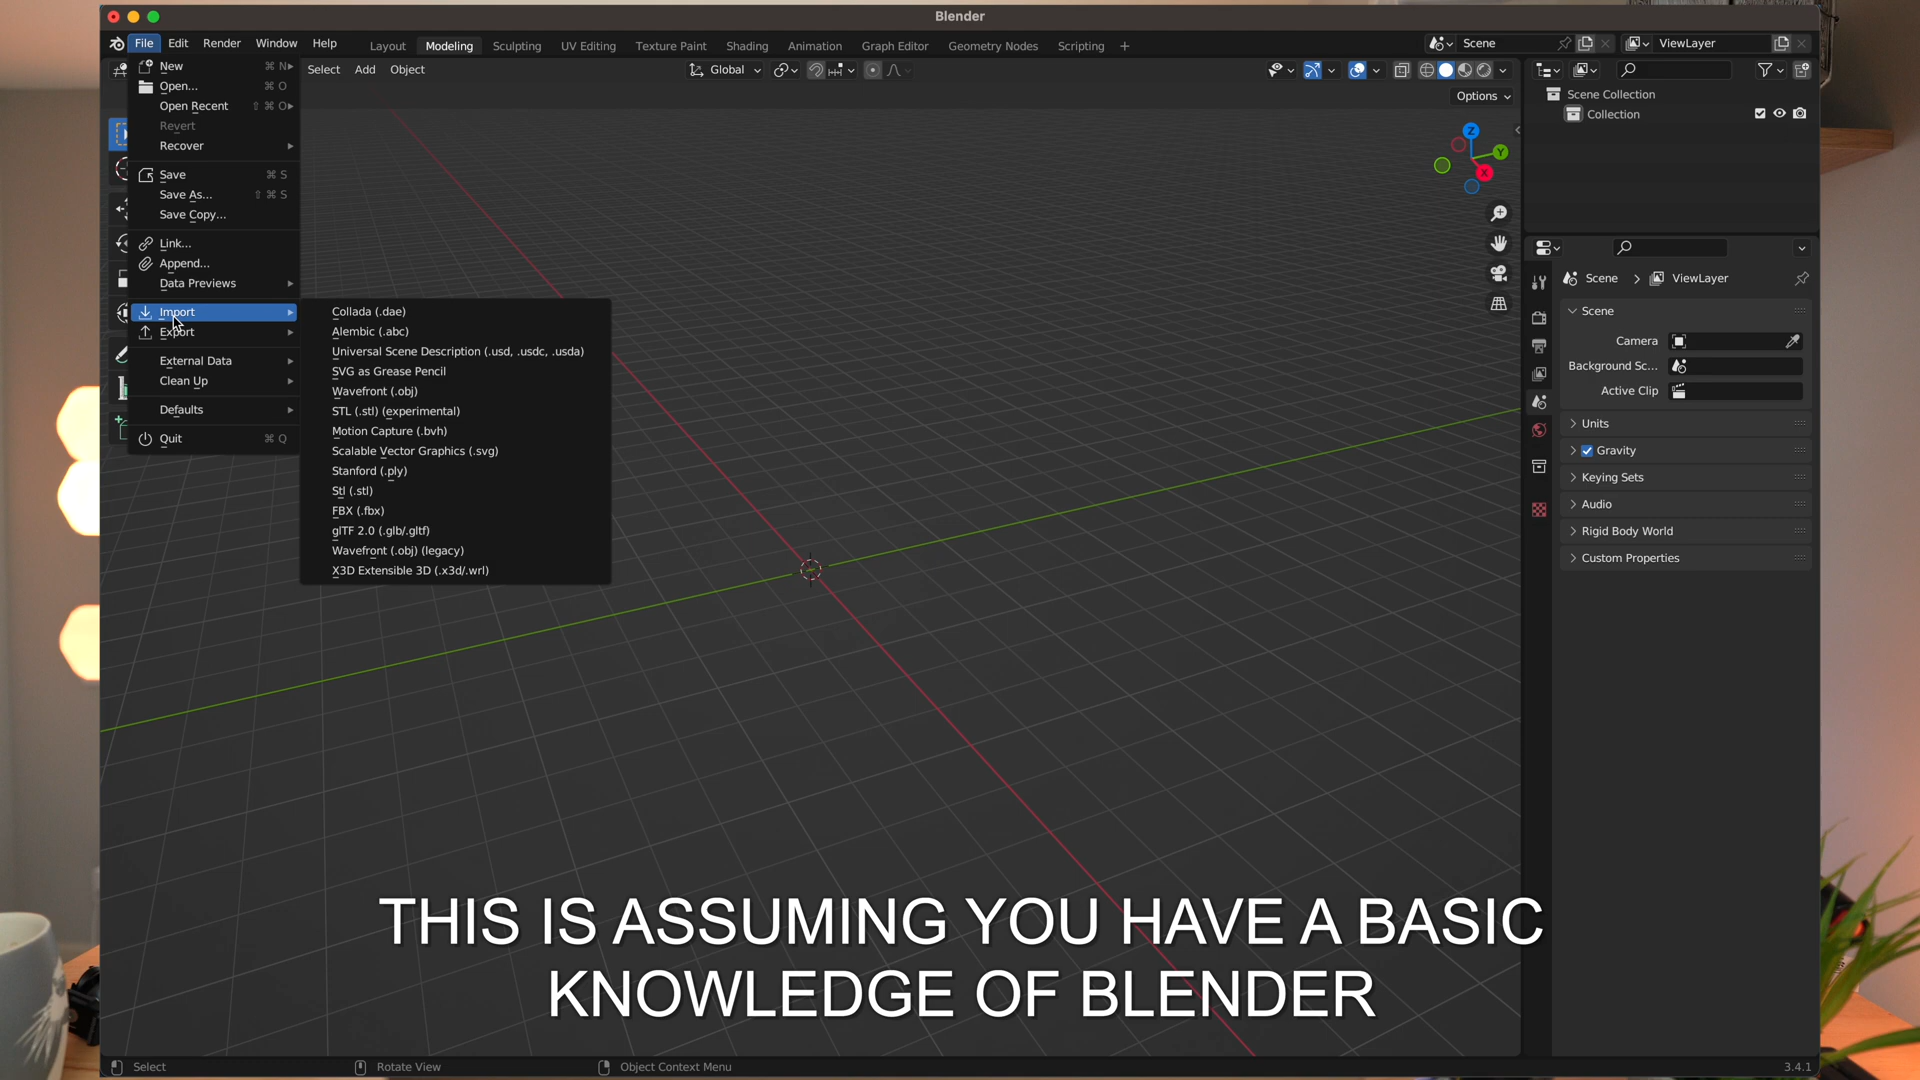 Blender
File Edit Render Window Help
Layout Modeling Sculpting UV Editing Texture Paint Shading Animation Graph Editor Geometry Nodes Scripting +
Scene
ViewLayer
Select Add Object
Global
Options
Z
Y
X
New ⌘ N
Open... ⌘ O
Open Recent ⇧ ⌘ O
Revert
Recover
Save ⌘ S
Save As... ⇧ ⌘ S
Save Copy...
Link...
Append...
Data Previews
Import
Export
External Data
Clean Up
Defaults
Quit ⌘ Q
Collada (.dae)
Alembic (.abc)
Universal Scene Description (.usd, .usdc, .usda)
SVG as Grease Pencil
Wavefront (.obj)
STL (.stl) (experimental)
Motion Capture (.bvh)
Scalable Vector Graphics (.svg)
Stanford (.ply)
Stl (.stl)
FBX (.fbx)
glTF 2.0 (.glb/.gltf)
Wavefront (.obj) (legacy)
X3D Extensible 3D (.x3d/.wrl)
Scene Collection
Collection
Scene > ViewLayer
Scene
Camera
Background Sc...
Active Clip
Units
Gravity
Keying Sets
Audio
Rigid Body World
Custom Properties
THIS IS ASSUMING YOU HAVE A BASIC
KNOWLEDGE OF BLENDER
Select Rotate View Object Context Menu
3.4.1